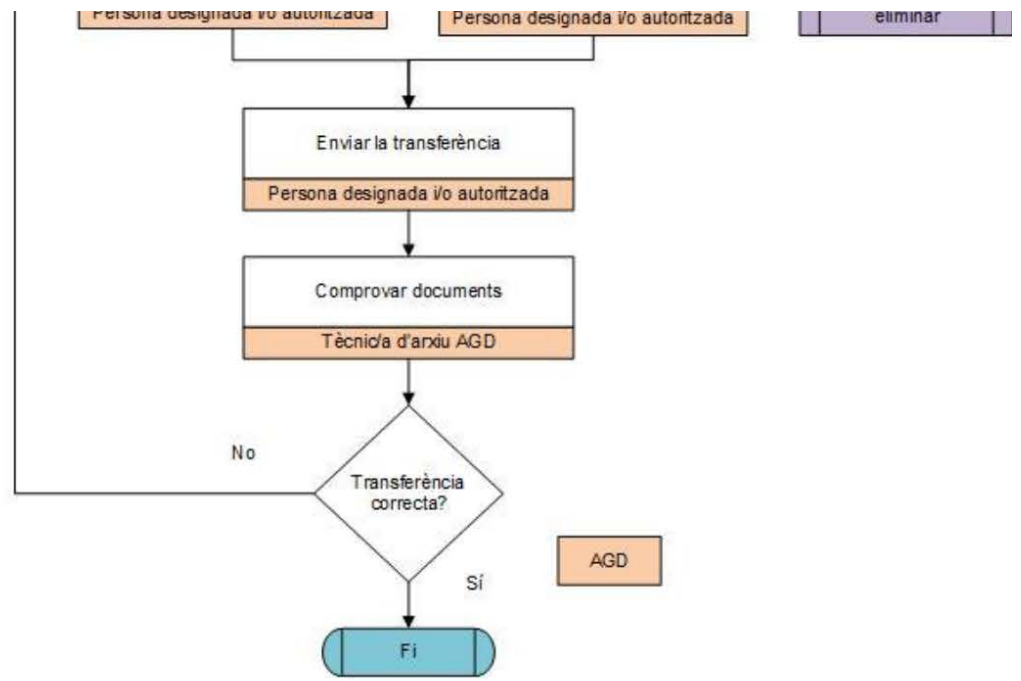 Persona designada i/o autoritzada
Persona designada i/o autoritzada
eliminar
Enviar la transferència
Persona designada i/o autoritzada
Comprovar documents
Tècnic/a d'arxiu AGD
No
Transferència
correcta?
AGD
Sí
Fi